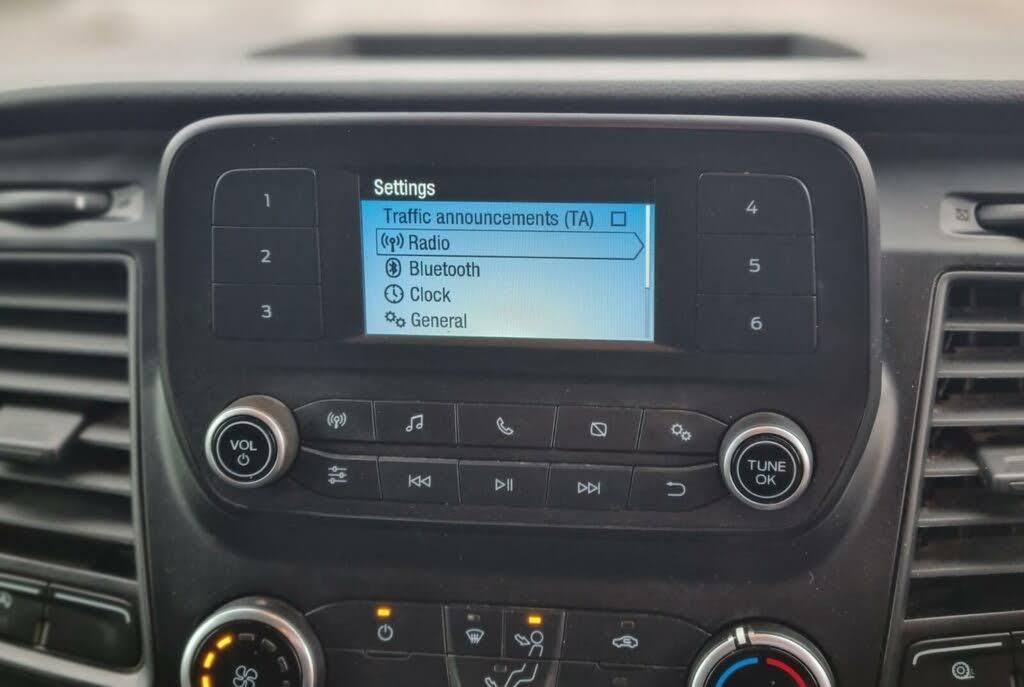 Settings
Traffic announcements (TA)
Radio
Bluetooth
Clock
General
1
2
3
4
5
6
VOL
TUNE
OK